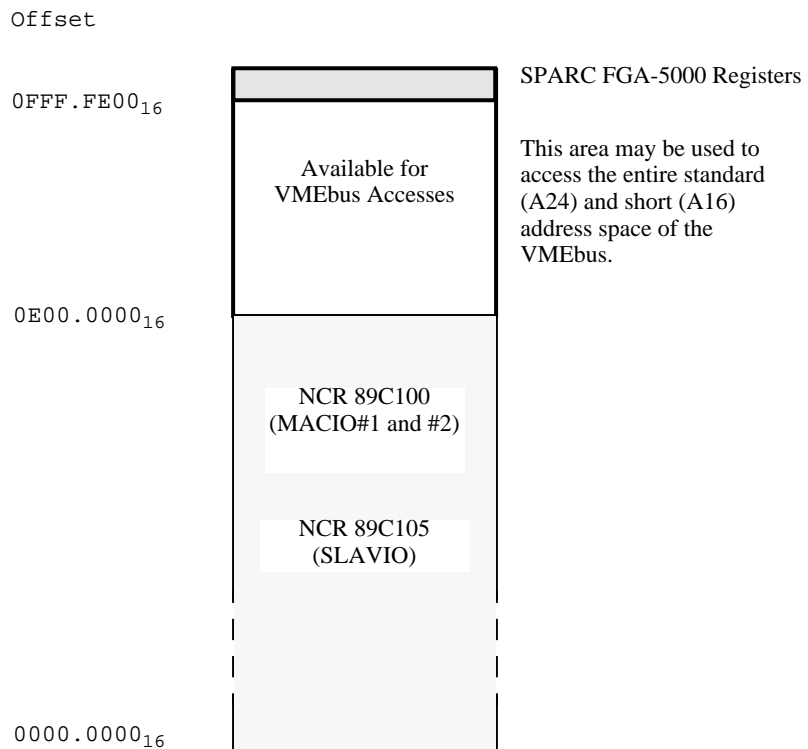 Offset
SPARC FGA-5000 Registers
0FFF.FE00₁₆
Available for
VMEbus Accesses
This area may be used to
access the entire standard
(A24) and short (A16)
address space of the
VMEbus.
0E00.0000₁₆
NCR 89C100
(MACIO#1 and #2)
NCR 89C105
(SLAVIO)
0000.0000₁₆